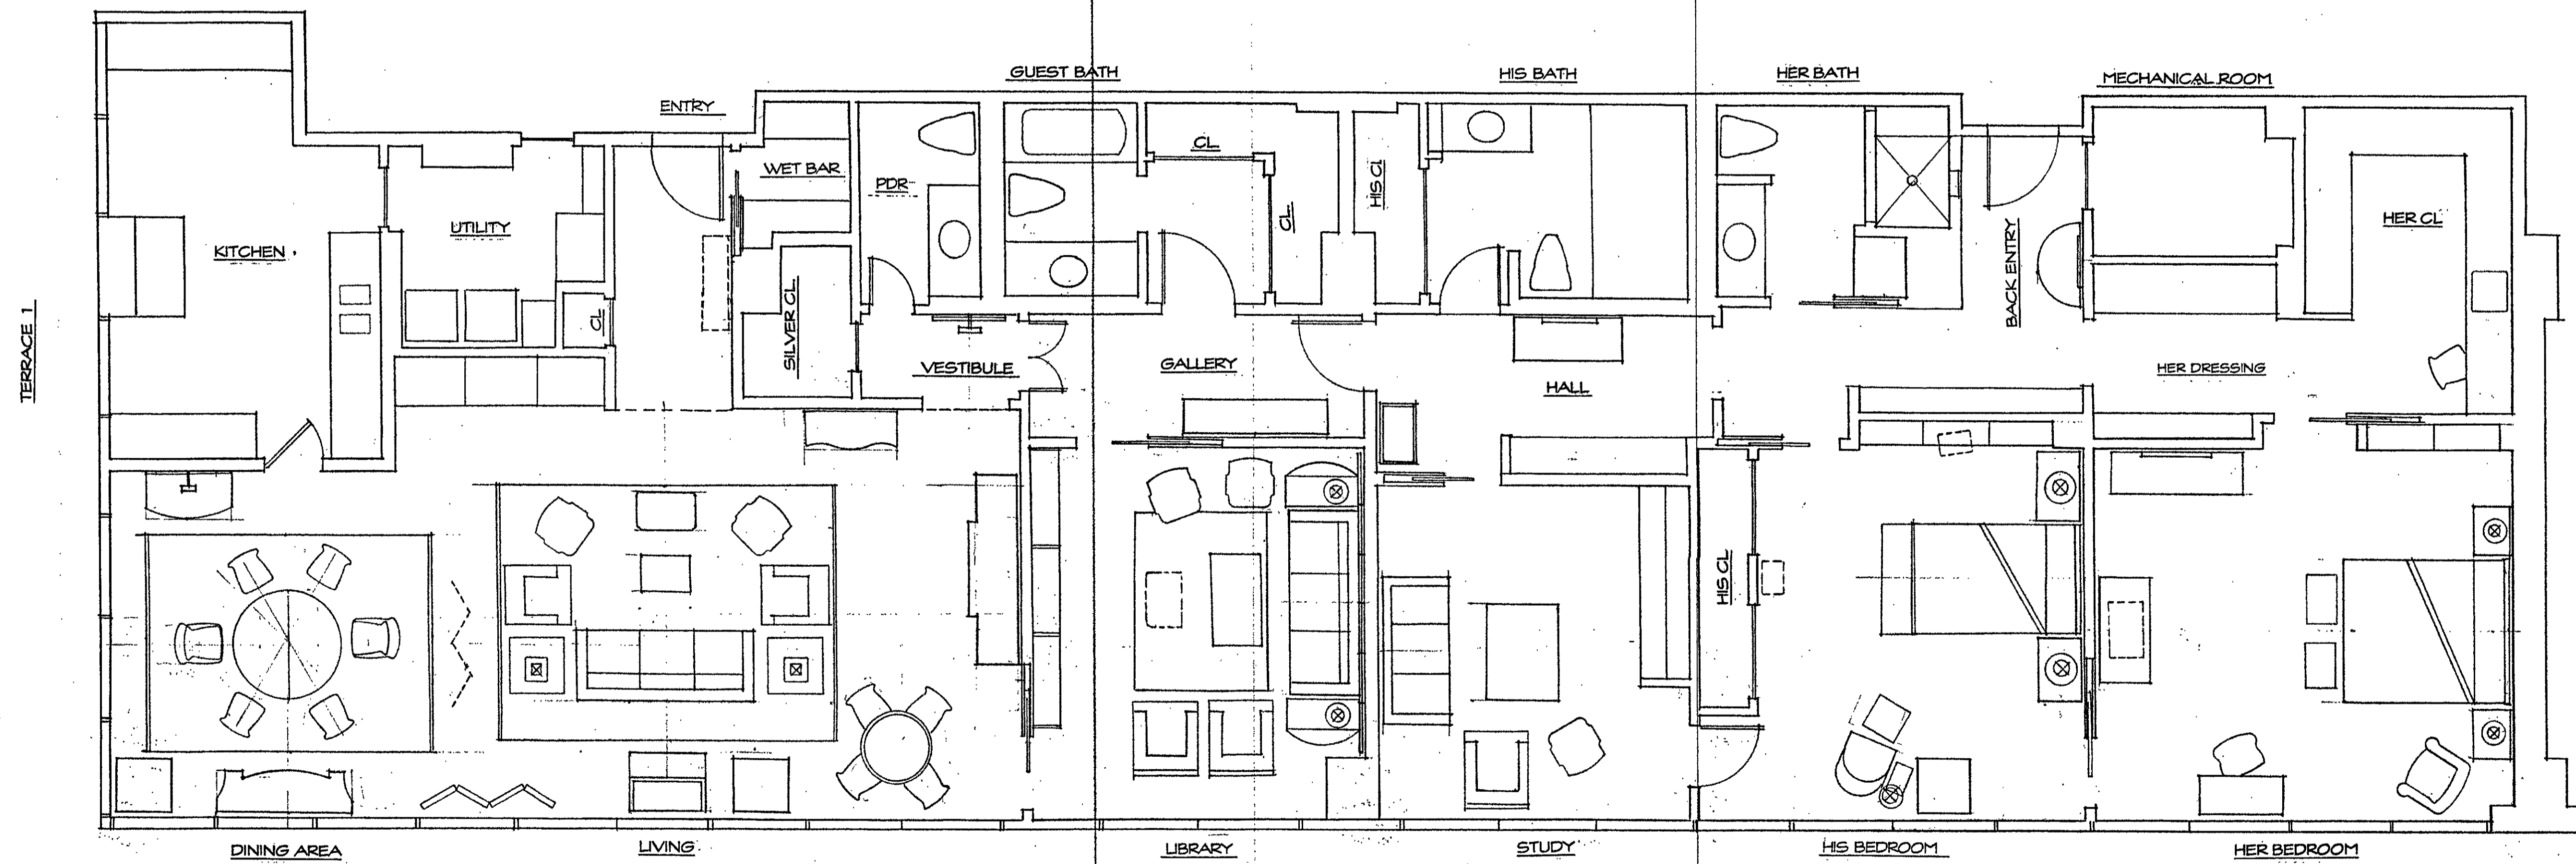 GUEST BATH
HIS BATH
HER BATH
MECHANICAL ROOM
ENTRY
WET BAR
PDR
CL
HIS CL
CL
UTILITY
KITCHEN
HER CL
BACK ENTRY
TERRACE 1
CL
SILVER CL
VESTIBULE
GALLERY
HALL
HER DRESSING
HIS CL
DINING AREA
LIVING
LIBRARY
STUDY
HIS BEDROOM
HER BEDROOM